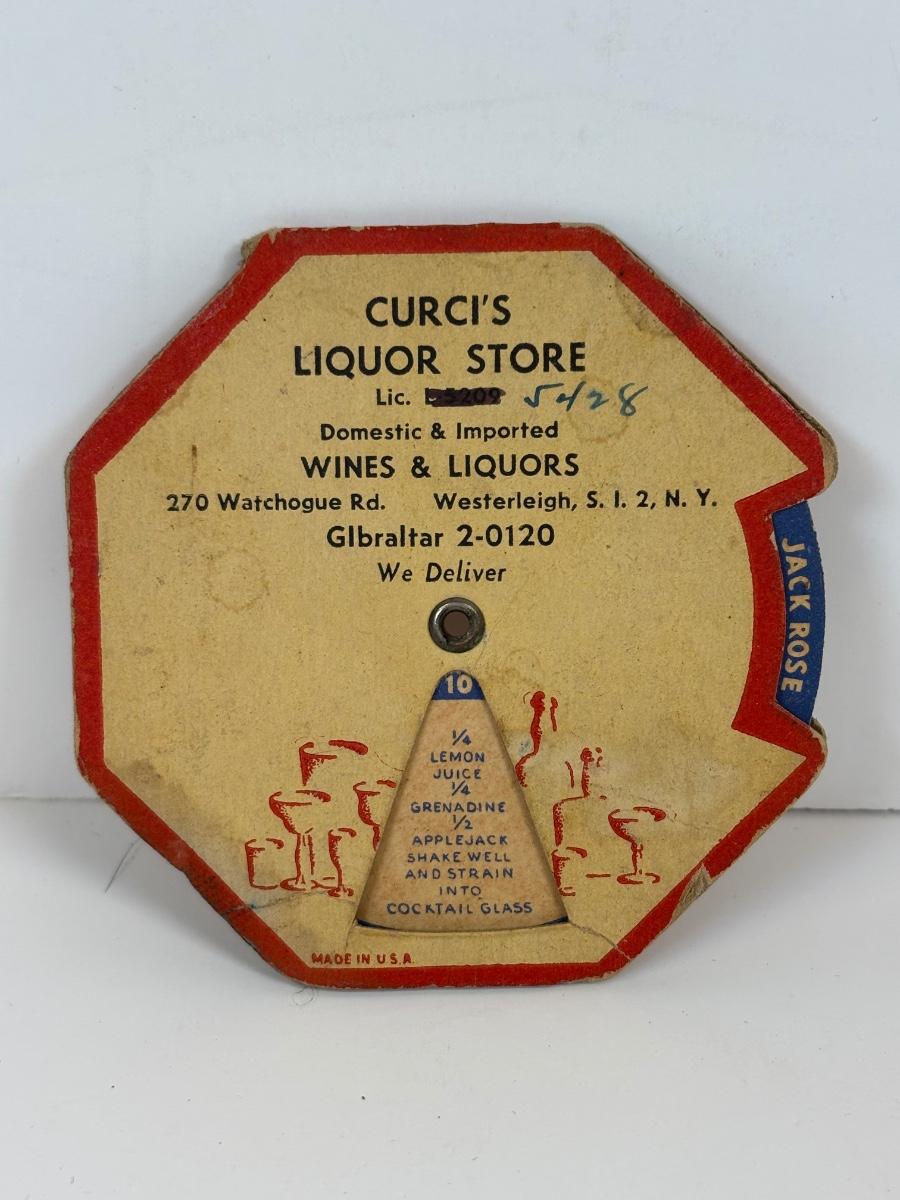 CURCI'S
LIQUOR STORE
Lic. L-5209 5428
Domestic & Imported
WINES & LIQUORS
270 Watchogue Rd. Westerleigh, S. I. 2, N. Y.
GIbraltar 2-0120
We Deliver
JACK ROSE
10
1/4
LEMON
JUICE
1/4
GRENADINE
1/2
APPLEJACK
SHAKE WELL
AND STRAIN
INTO
COCKTAIL GLASS
MADE IN U.S.A.